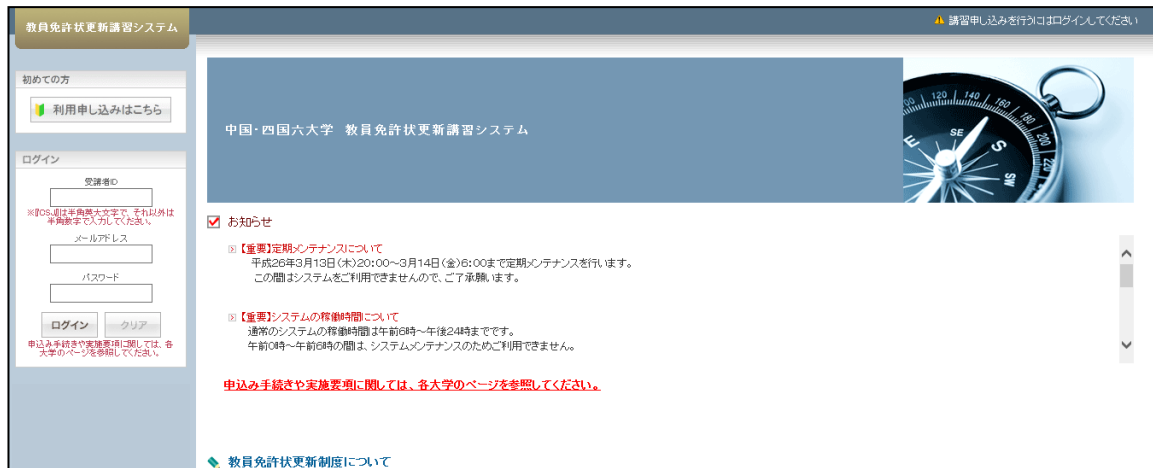 教員免許状更新講習システム
⚠ 講習申し込みを行うにはログインしてください
初めての方
利用申し込みはこちら
ログイン
受講者ID
※『CSJ』は半角英大文字で、それ以外は
半角数字で入力してください。
メールアドレス
パスワード
ログイン
クリア
申込み手続きや実施要項に関しては、各
大学のページを参照してください。
中国・四国六大学 教員免許状更新講習システム
120 140 160 180 200 220
SE
E
S
SW
お知らせ
【重要】定期メンテナンスについて
平成26年3月13日(木)20:00～3月14日(金)6:00まで定期メンテナンスを行います。
この間はシステムをご利用できませんので、ご了承願います。
【重要】システムの稼働時間について
通常のシステムの稼働時間は午前6時～午後24時までです。
午前0時～午前6時の間は、システムメンテナンスのためご利用できません。
申込み手続きや実施要項に関しては、各大学のページを参照してください。
教員免許状更新制度について